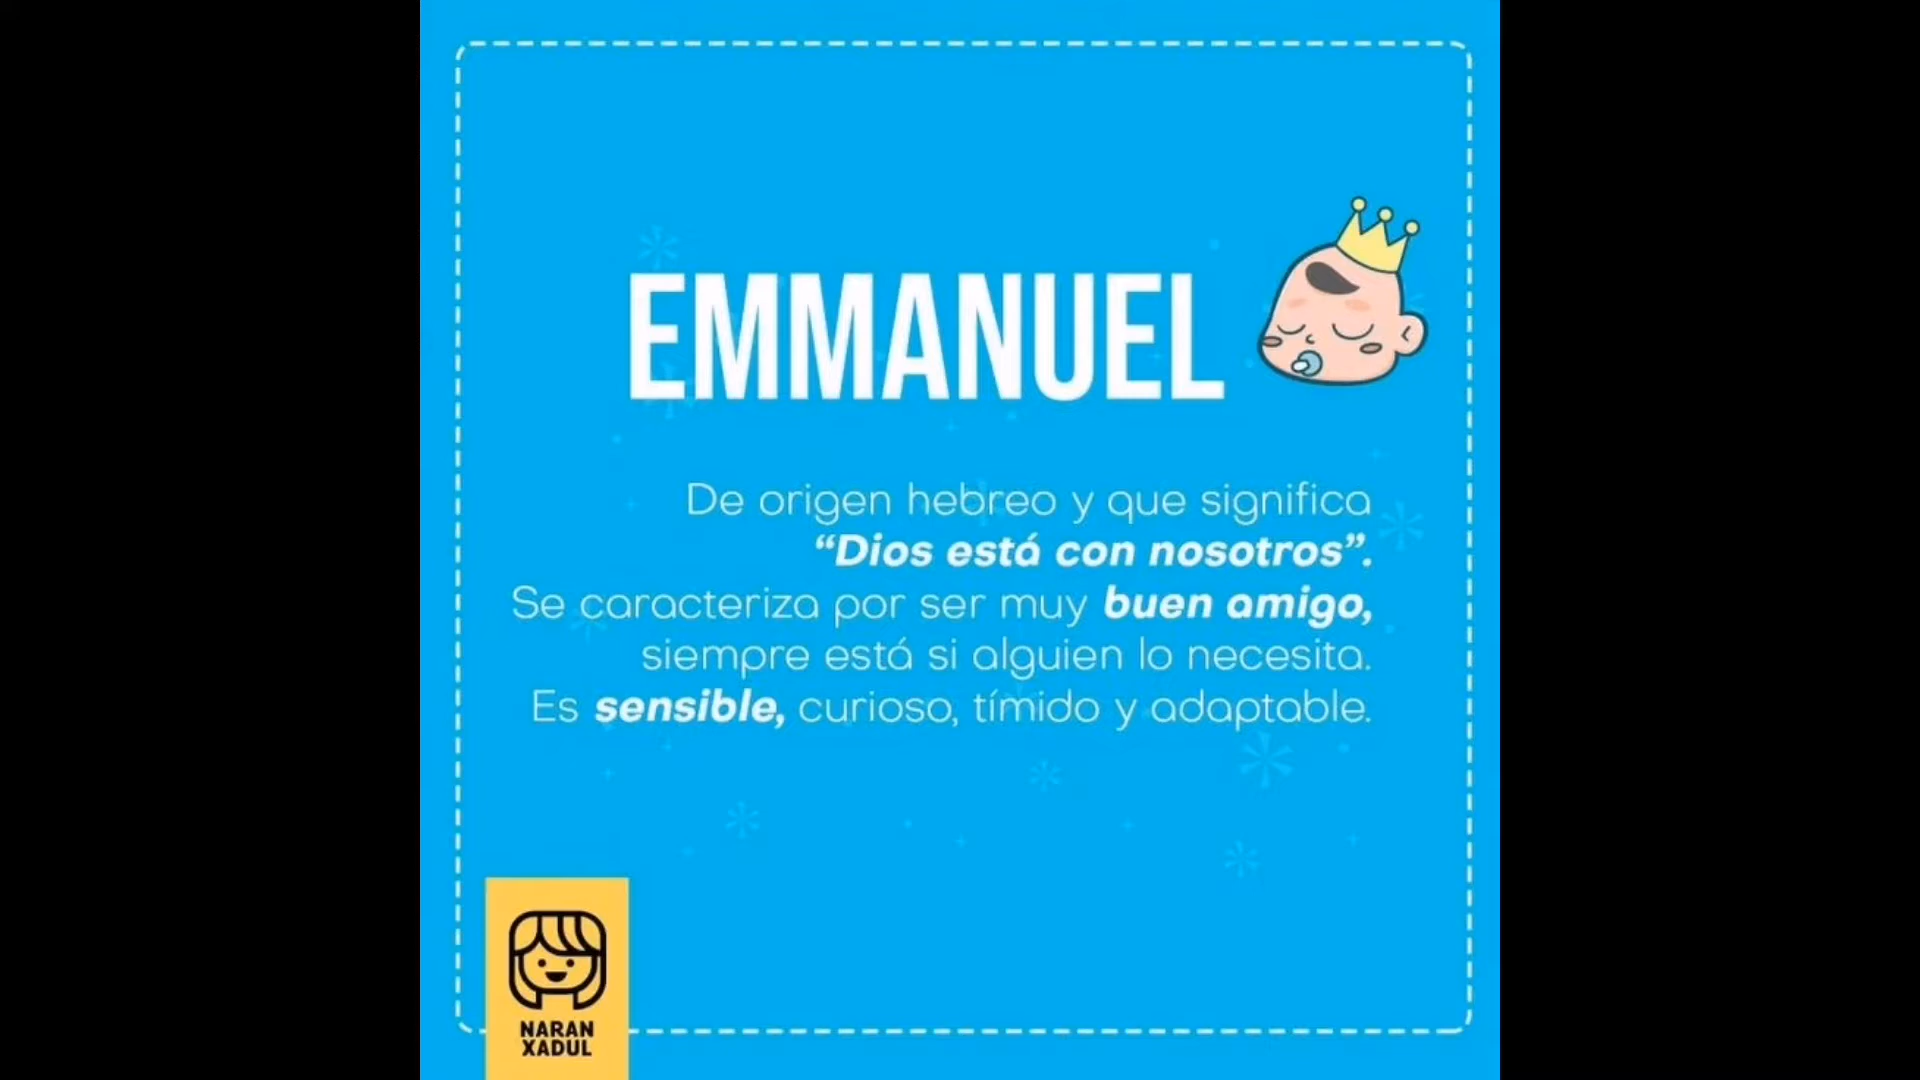 EMMANUEL
De origen hebreo y que significa
“Dios está con nosotros”.
Se caracteriza por ser muy buen amigo,
siempre está si alguien lo necesita.
Es sensible, curioso, tímido y adaptable.
NARAN
XADUL